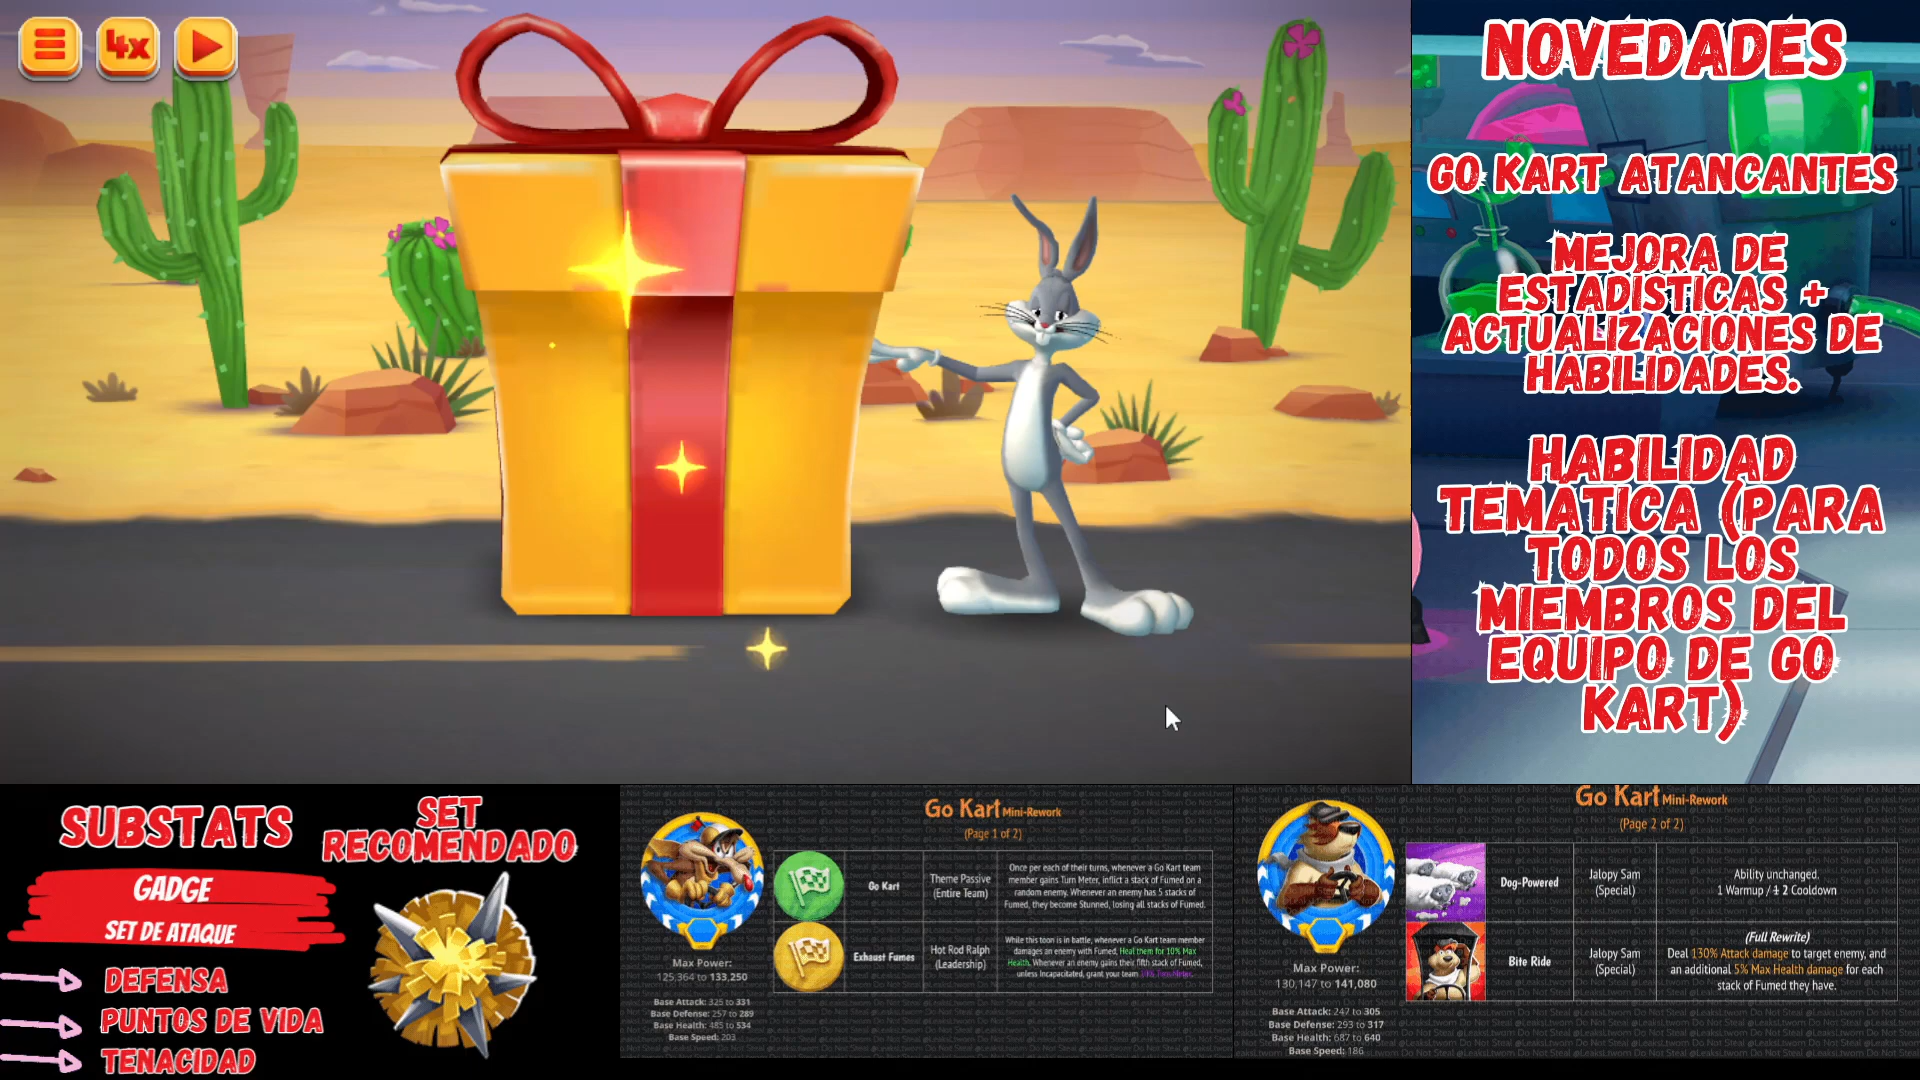 4x
NOVEDADES
GO KART ATANCANTES
MEJORA DE
ESTADÍSTICAS +
ACTUALIZACIONES DE
HABILIDADES.
HABILIDAD
TEMÁTICA (PARA
TODOS LOS
MIEMBROS DEL
EQUIPO DE GO
KART)
SUBSTATS
GADGE
SET DE ATAQUE
DEFENSA
PUNTOS DE VIDA
TENACIDAD
SET
RECOMENDADO
Go Kart Mini-Rework
(Page 1 of 2)
Max Power:
125,364 to 133,250
Base Attack: 325 to 331
Base Defense: 257 to 289
Base Health: 485 to 534
Base Speed: 203
Go Kart
Theme Passive
(Entire Team)
Once per each of their turns, whenever a Go Kart team
member gains Turn Meter, inflict a stack of Fumed on a
random enemy. Whenever an enemy has 5 stacks of
Fumed, they become Stunned, losing all stacks of Fumed.
Exhaust Fumes
Hot Rod Ralph
(Leadership)
While this toon is in battle, whenever a Go Kart team member
damages an enemy with Fumed, Heal them for 10% Max
Health. Whenever an enemy gains their fifth stack of Fumed,
unless Incapacitated, grant your team
Go Kart Mini-Rework
(Page 2 of 2)
Max Power:
130,147 to 141,080
Base Attack: 247 to 305
Base Defense: 293 to 317
Base Health: 687 to 640
Base Speed: 186
Dog-Powered
Jalopy Sam
(Special)
Ability unchanged.
1 Warmup / 3 2 Cooldown
Bite Ride
Jalopy Sam
(Special)
(Full Rewrite)
Deal 130% Attack damage to target enemy, and
an additional 5% Max Health damage for each
stack of Fumed they have.